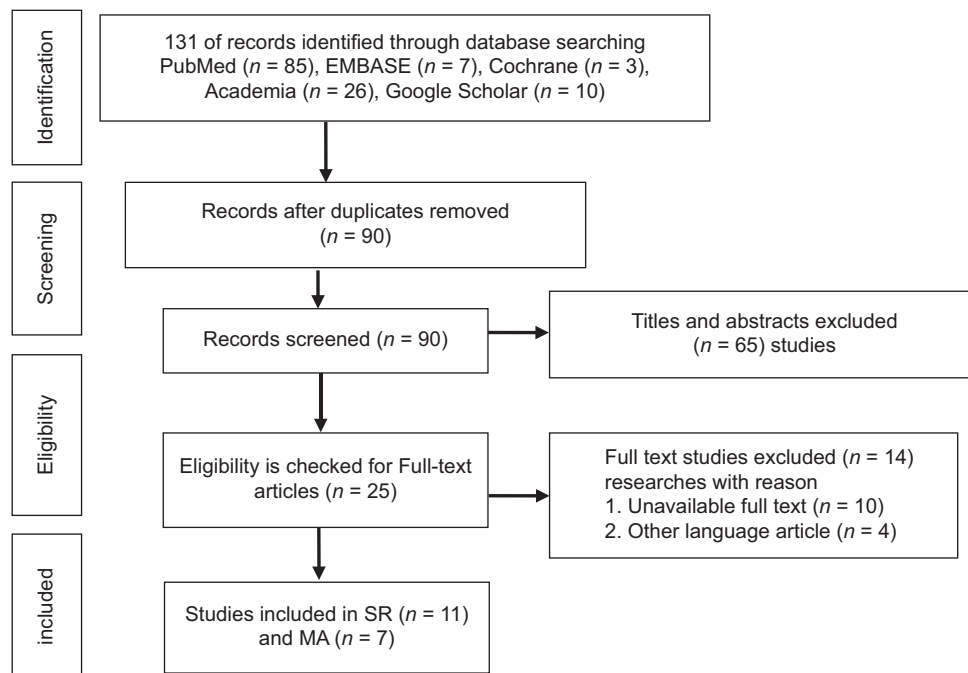 Identification
131 of records identified through database searching
PubMed (n = 85), EMBASE (n = 7), Cochrane (n = 3),
Academia (n = 26), Google Scholar (n = 10)
Screening
Records after duplicates removed
(n = 90)
Records screened (n = 90)
Titles and abstracts excluded
(n = 65) studies
Eligibility
Eligibility is checked for Full-text
articles (n = 25)
Full text studies excluded (n = 14)
researches with reason
1. Unavailable full text (n = 10)
2. Other language article (n = 4)
included
Studies included in SR (n = 11)
and MA (n = 7)